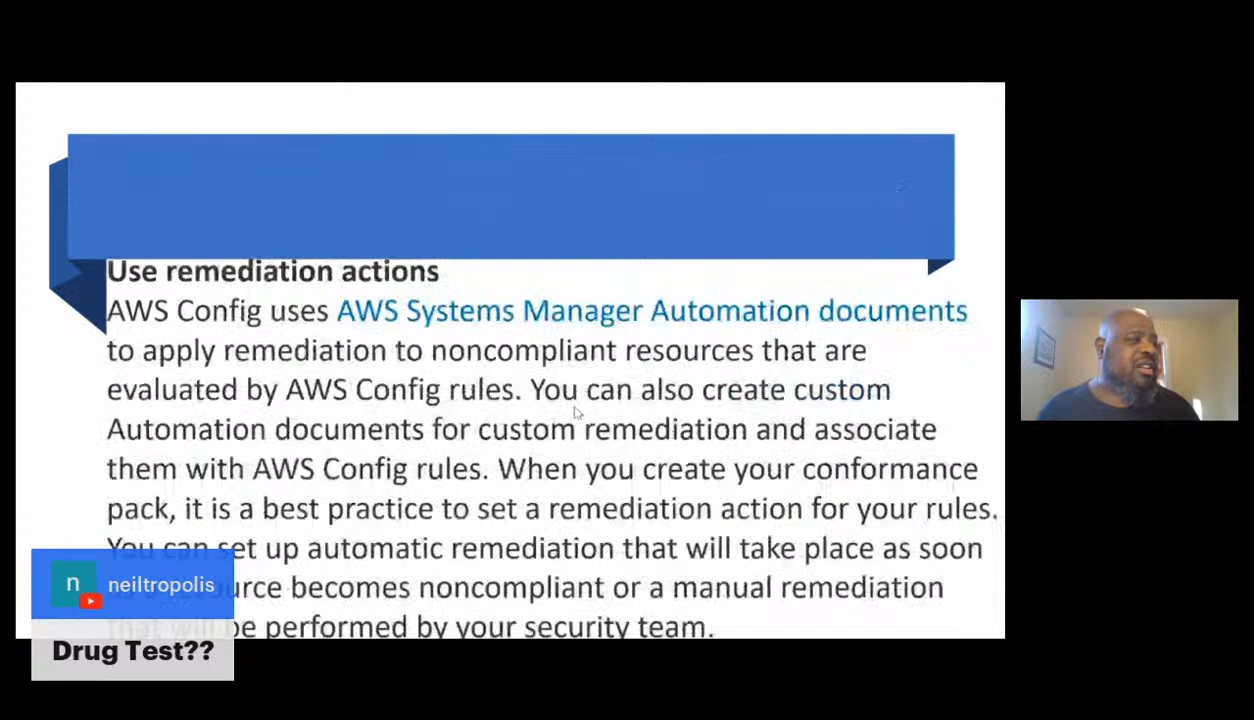 Use remediation actions
AWS Config uses AWS Systems Manager Automation documents
to apply remediation to noncompliant resources that are
evaluated by AWS Config rules. You can also create custom
Automation documents for custom remediation and associate
them with AWS Config rules. When you create your conformance
pack, it is a best practice to set a remediation action for your rules.
You can set up automatic remediation that will take place as soon
becomes noncompliant or a manual remediation
that will be performed by your security team.
n neiltropolis
Drug Test??